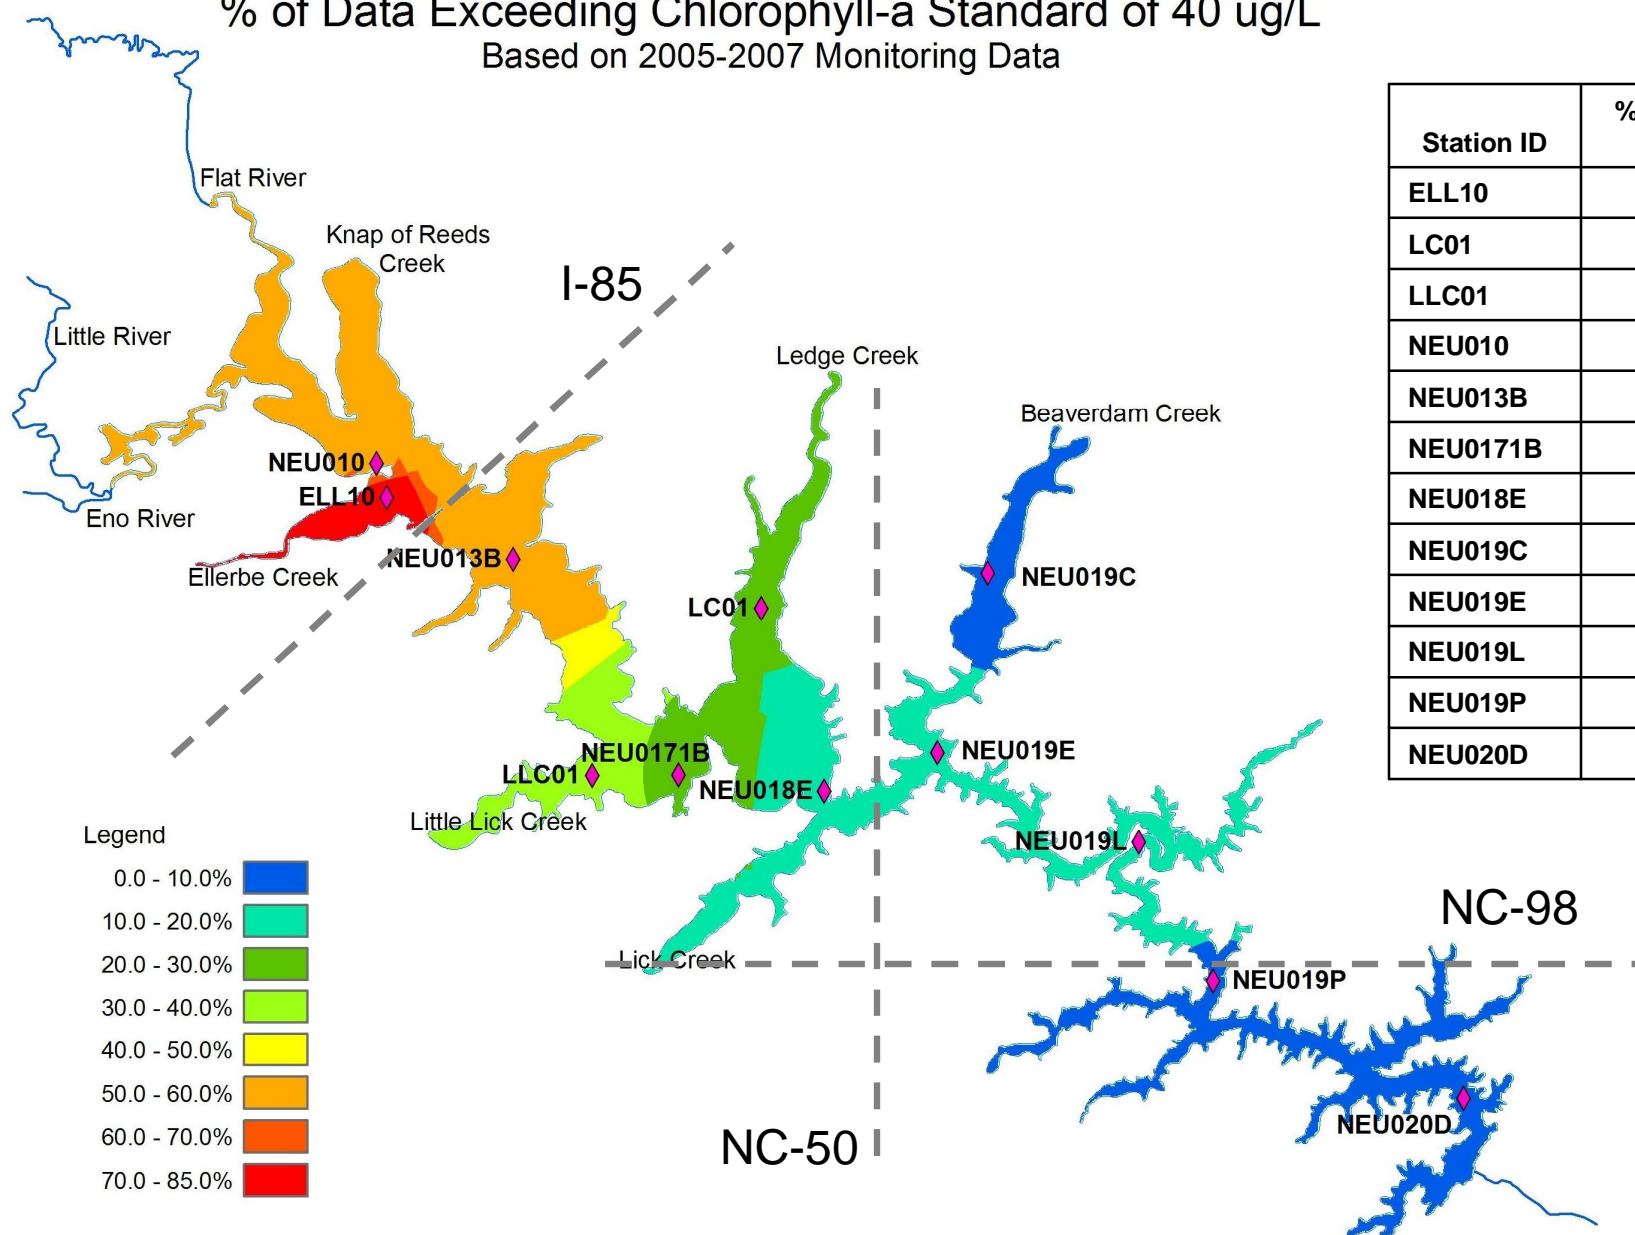 % of Data Exceeding Chlorophyll-a Standard of 40 ug/L
Based on 2005-2007 Monitoring Data
Station ID
%
ELL10
LC01
LLC01
NEU010
NEU013B
NEU0171B
NEU018E
NEU019C
NEU019E
NEU019L
NEU019P
NEU020D
Flat River
Knap of Reeds
Creek
I-85
Little River
Ledge Creek
Beaverdam Creek
NEU010
ELL10
Eno River
NEU013B
Ellerbe Creek
NEU019C
LC01
NEU0171B
NEU019E
LLC01
NEU018E
Little Lick Creek
NEU019L
NC-98
Lick Creek
NEU019P
NEU020D
NC-50
Legend
0.0 - 10.0%
10.0 - 20.0%
20.0 - 30.0%
30.0 - 40.0%
40.0 - 50.0%
50.0 - 60.0%
60.0 - 70.0%
70.0 - 85.0%